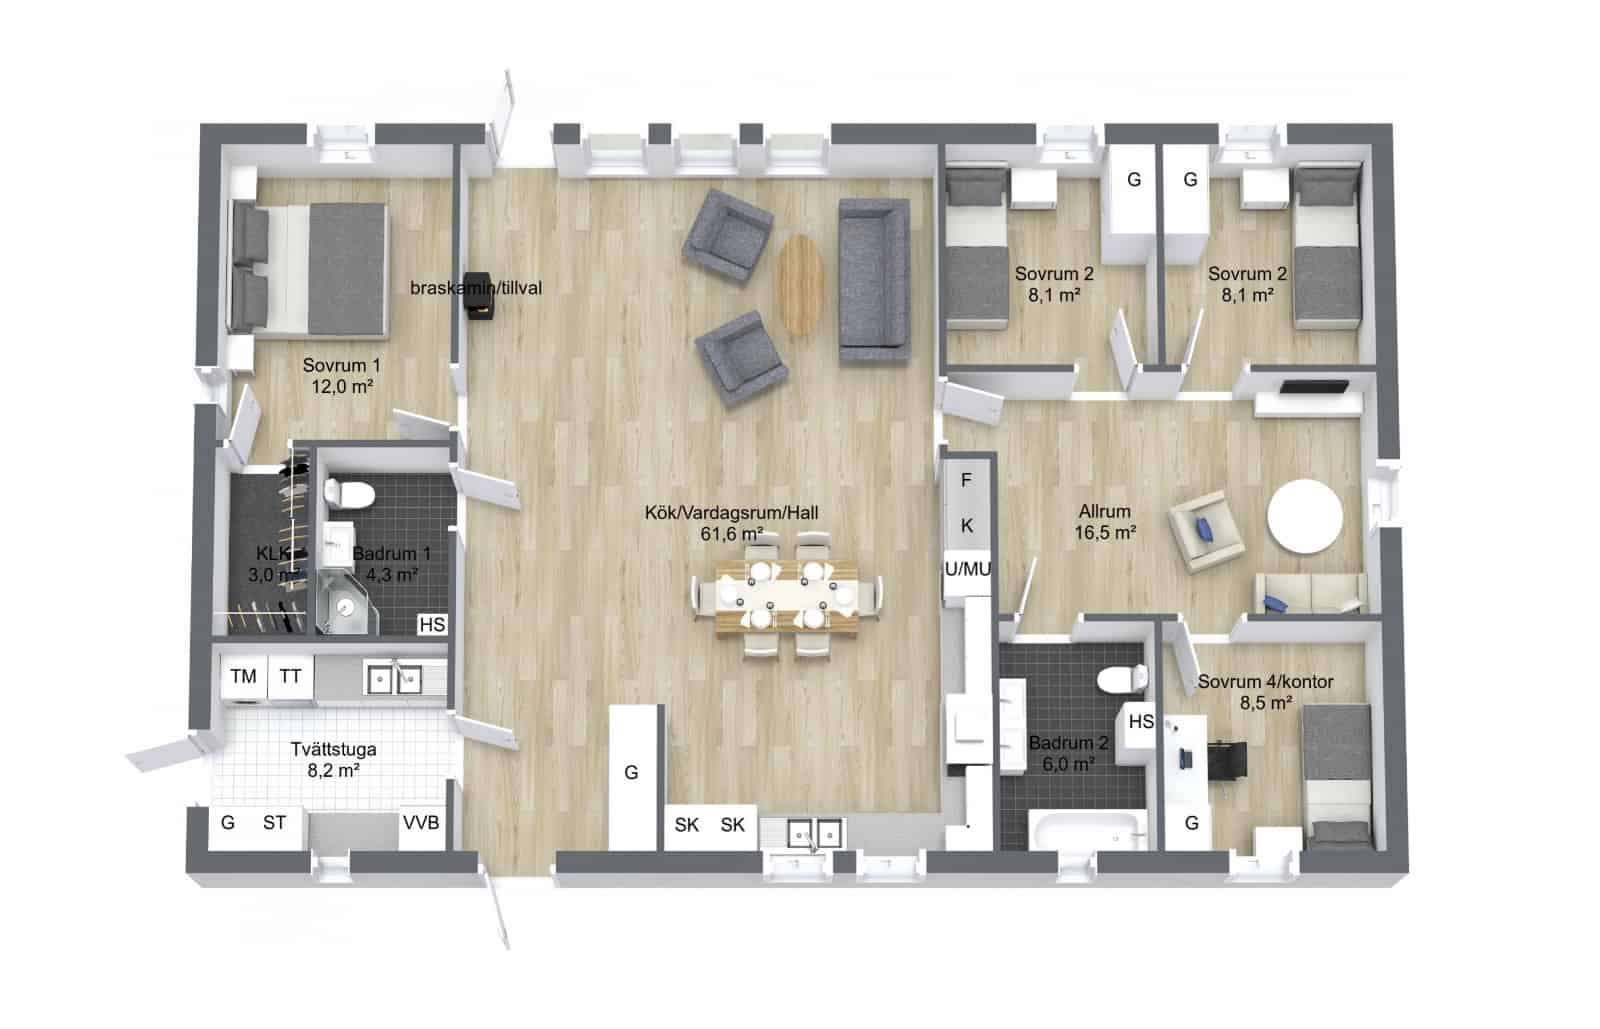 G
G
Sovrum 2
8,1 m²
Sovrum 2
8,1 m²
braskamin/tillval
Sovrum 1
12,0 m²
F
K
U/MU
Kök/Vardagsrum/Hall
61,6 m²
Allrum
16,5 m²
KLK
3,0 m²
Badrum 1
4,3 m²
HS
TM
TT
Sovrum 4/kontor
8,5 m²
HS
Badrum 2
6,0 m²
Tvättstuga
8,2 m²
G
G
ST
VVB
SK
SK
G